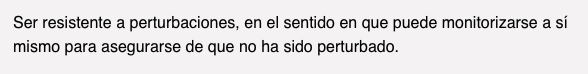 Ser resistente a perturbaciones, en el sentido en que puede monitorizarse a sí
mismo para asegurarse de que no ha sido perturbado.